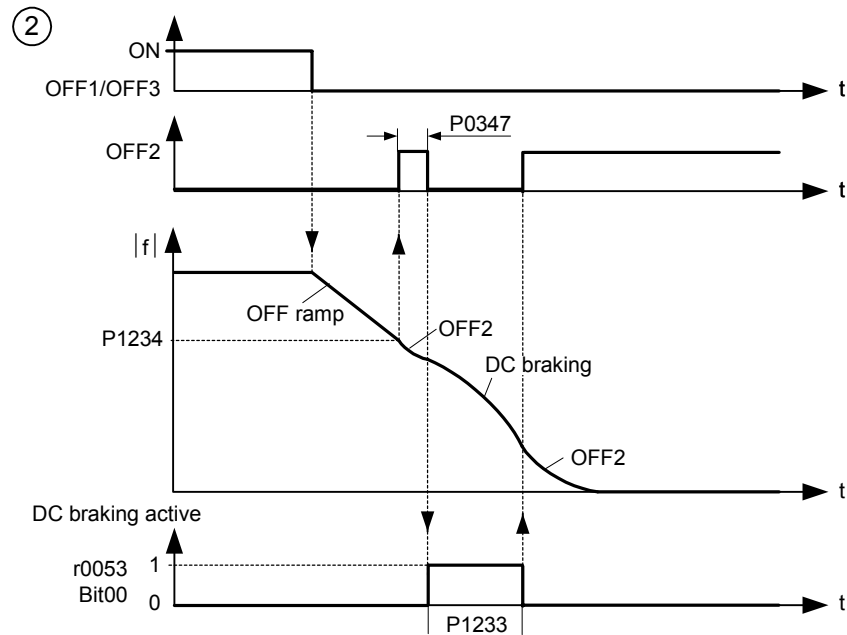 2
ON
OFF1/OFF3
t
P0347
OFF2
t
|f|
OFF ramp
OFF2
P1234
DC braking
OFF2
t
DC braking active
r0053
1
Bit00
0
t
P1233